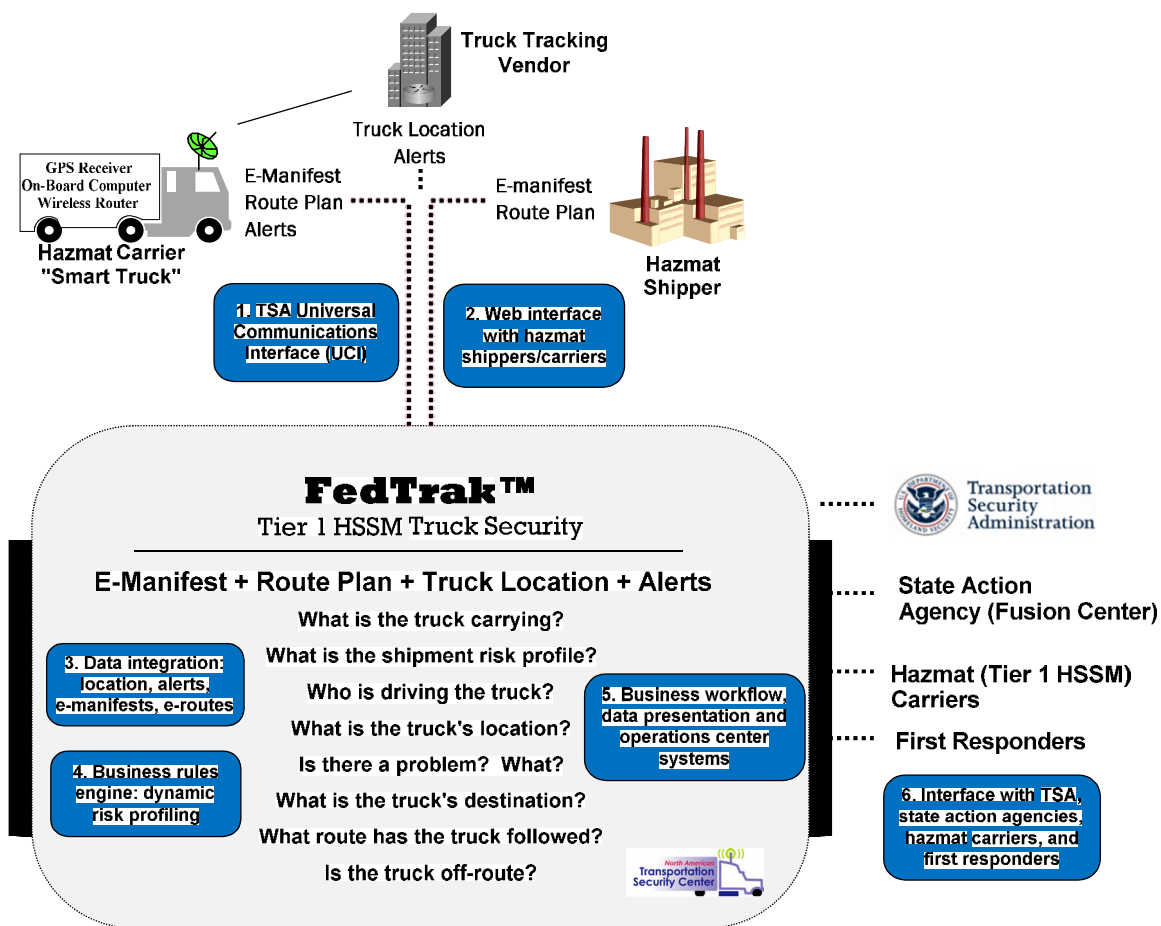 Truck Tracking
Vendor
Truck Location
Alerts
GPS Receiver
On-Board Computer
Wireless Router
E-Manifest
Route Plan
Alerts
Hazmat Carrier
"Smart Truck"
E-manifest
Route Plan
Hazmat
Shipper
1. TSA Universal
Communications
Interface (UCI)
2. Web interface
with hazmat
shippers/carriers
FedTrak™
Tier 1 HSSM Truck Security
E-Manifest + Route Plan + Truck Location + Alerts
What is the truck carrying?
What is the shipment risk profile?
Who is driving the truck?
What is the truck's location?
Is there a problem?  What?
What is the truck's destination?
What route has the truck followed?
Is the truck off-route?
3. Data integration:
location, alerts,
e-manifests, e-routes
4. Business rules
engine: dynamic
risk profiling
5. Business workflow,
data presentation and
operations center
systems
North American
Transportation
Security Center
U.S. DEPARTMENT OF
HOMELAND SECURITY
Transportation
Security
Administration
State Action
Agency (Fusion Center)
Hazmat (Tier 1 HSSM)
Carriers
First Responders
6. Interface with TSA,
state action agencies,
hazmat carriers, and
first responders